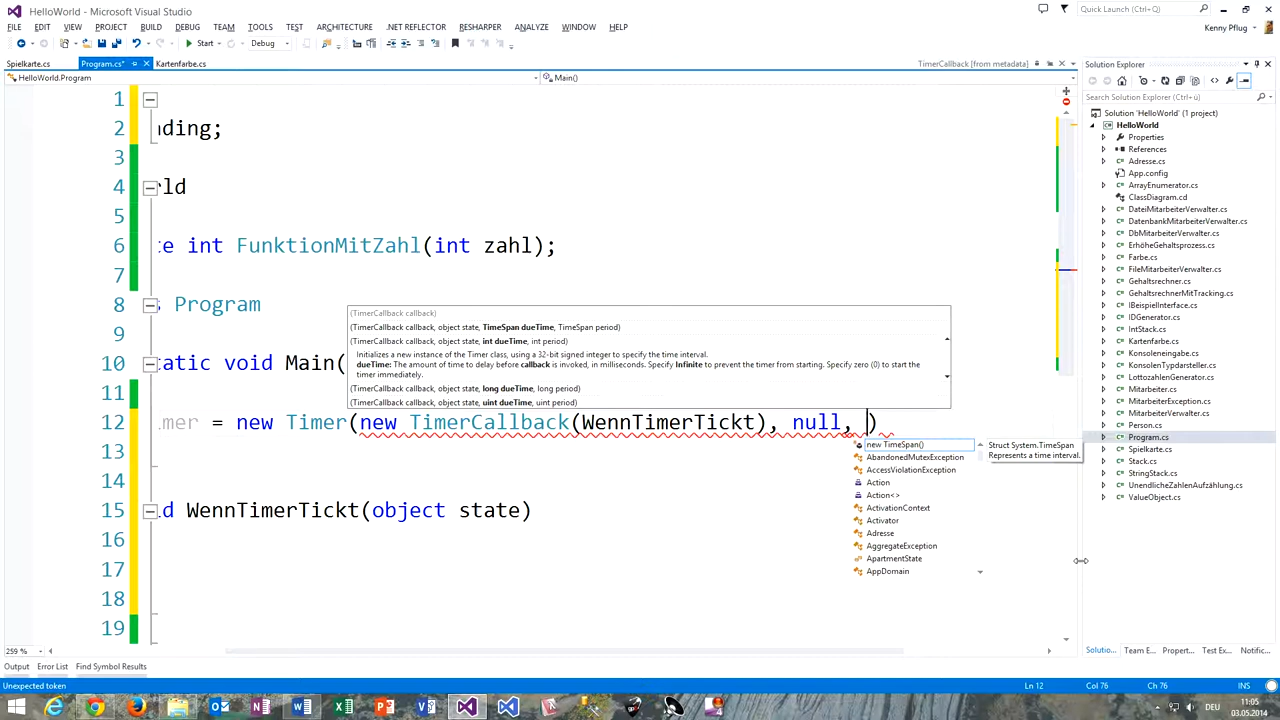 HelloWorld - Microsoft Visual Studio
Quick Launch (Ctrl+Q)
FILE EDIT VIEW PROJECT BUILD DEBUG TEAM TOOLS TEST ARCHITECTURE .NET REFLECTOR RESHARPER ANALYZE WINDOW HELP
Kenny Pflug
Start Debug
Spielkarte.cs Program.cs* Kartenfarbe.cs
TimerCallback [from metadata]
HelloWorld.Program Main()
1
2 ding;
3
4 ld
5
6 e int FunktionMitZahl(int zahl);
7
8 Program
9
10 tatic void Main(
11
12 mer = new Timer(new TimerCallback(WennTimerTickt), null, )
13
14
15 d WennTimerTickt(object state)
16
17
18
19
(TimerCallback callback)
(TimerCallback callback, object state, TimeSpan dueTime, TimeSpan period)
(TimerCallback callback, object state, int dueTime, int period)
Initializes a new instance of the Timer class, using a 32-bit signed integer to specify the time interval.
dueTime: The amount of time to delay before callback is invoked, in milliseconds. Specify Infinite to prevent the timer from starting. Specify zero (0) to start the
timer immediately.
(TimerCallback callback, object state, long dueTime, long period)
(TimerCallback callback, object state, uint dueTime, uint period)
new TimeSpan()
AbandonedMutexException
AccessViolationException
Action
Action<>
ActivationContext
Activator
Adresse
AggregateException
ApartmentState
AppDomain
Struct System.TimeSpan
Represents a time interval.
259 %
Output Error List Find Symbol Results
Unexpected token
Ln 12 Col 76 Ch 76 INS
Solution Explorer
Search Solution Explorer (Ctrl+ü)
Solution 'HelloWorld' (1 project)
HelloWorld
Properties
References
Adresse.cs
App.config
ArrayEnumerator.cs
ClassDiagram.cd
DateiMitarbeiterVerwalter.cs
DatenbankMitarbeiterVerwalter.cs
DbMitarbeiterVerwalter.cs
ErhöheGehaltsprozess.cs
Farbe.cs
FileMitarbeiterVerwalter.cs
Gehaltsrechner.cs
GehaltsrechnerMitTracking.cs
IBeispielInterface.cs
IDGenerator.cs
IntStack.cs
Kartenfarbe.cs
Konsoleneingabe.cs
KonsolenTypdarsteller.cs
LottozahlenGenerator.cs
Mitarbeiter.cs
MitarbeiterException.cs
MitarbeiterVerwalter.cs
Person.cs
Program.cs
Spielkarte.cs
Stack.cs
StringStack.cs
UnendlicheZahlenAufzählung.cs
ValueObject.cs
Solutio... Team E... Propert... Test Ex... Notific...
DEU
11:05
03.05.2014